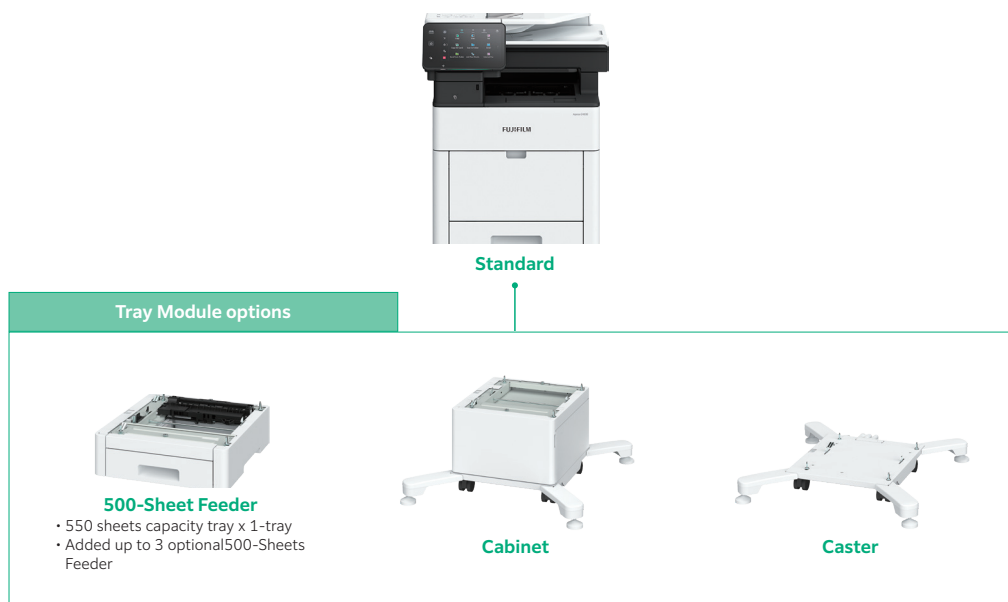 FUJIFILM
Standard
Tray Module options
500-Sheet Feeder
• 550 sheets capacity tray x 1-tray
• Added up to 3 optional500-Sheets
Feeder
Cabinet
Caster